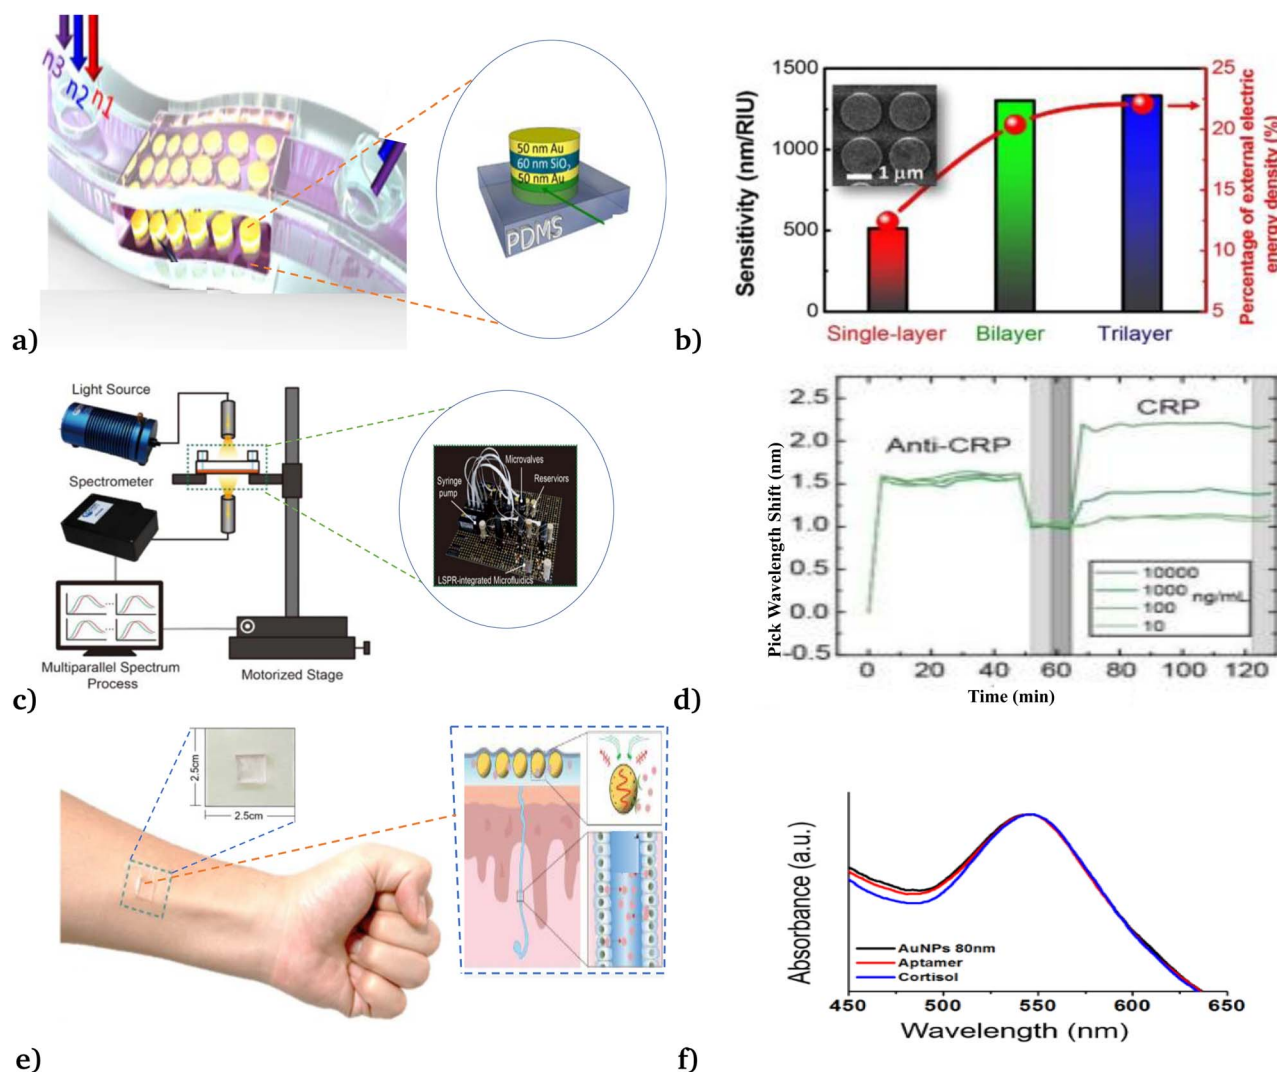 n3
n2
n1
50 nm Au
60 nm SiO₂
50 nm Au
PDMS
a)
1500
1000
500
0
Sensitivity (nm/RIU)
1 µm
25
20
15
10
5
Percentage of external electric
energy density (%)
Single-layer
Bilayer
Trilayer
b)
Light Source
Spectrometer
Multiparallel Spectrum
Process
Motorized Stage
Microvalves
Syringe
pump
Reserviors
LSPR-integrated Microfluidics
c)
Pick Wavelength Shift (nm)
2.5
2.0
1.5
1.0
0.5
0.0
-0.5
Anti-CRP
CRP
10000
1000
100
10
ng/mL
0 20 40 60 80 100 120
Time (min)
d)
2.5cm
2.5cm
e)
Absorbance (a.u.)
AuNPs 80nm
Aptamer
Cortisol
450 500 550 600 650
Wavelength (nm)
f)